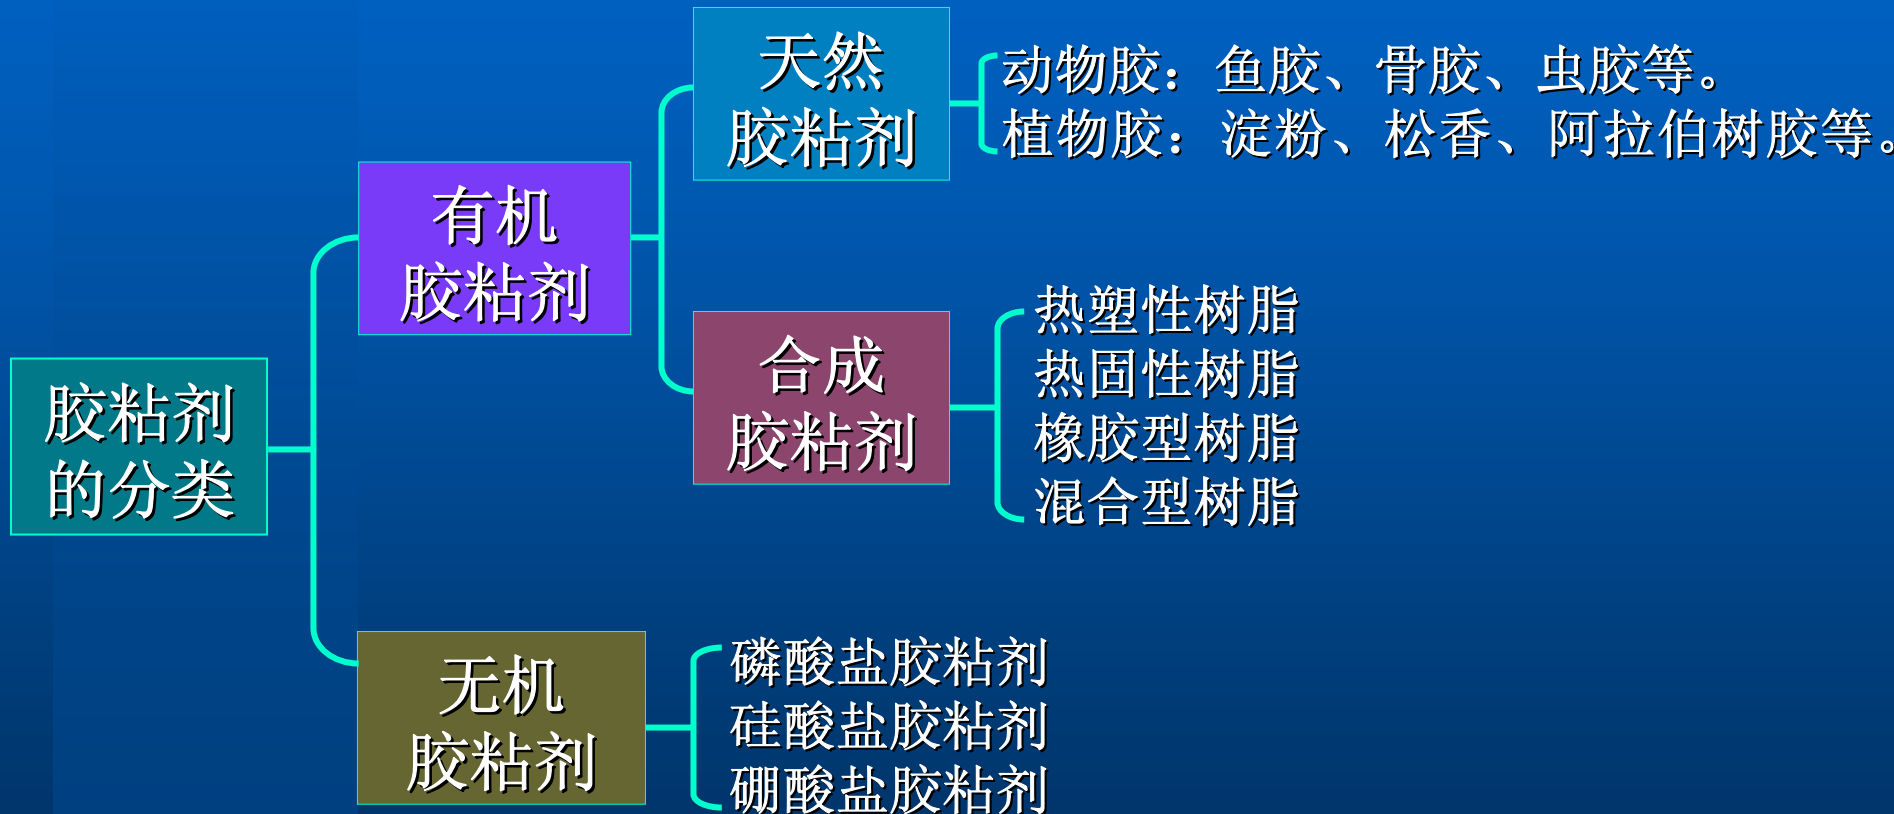 胶粘剂
的分类
有机
胶粘剂
天然
胶粘剂
动物胶：鱼胶、骨胶、虫胶等。
植物胶：淀粉、松香、阿拉伯树胶等。
合成
胶粘剂
热塑性树脂
热固性树脂
橡胶型树脂
混合型树脂
无机
胶粘剂
磷酸盐胶粘剂
硅酸盐胶粘剂
硼酸盐胶粘剂